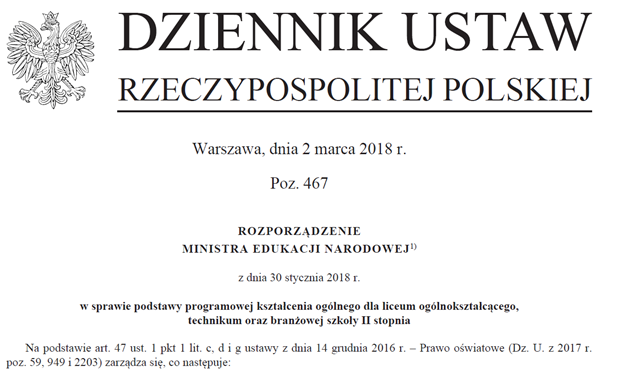 DZIENNIK USTAW
RZECZYPOSPOLITEJ POLSKIEJ
Warszawa, dnia 2 marca 2018 r.
Poz. 467
ROZPORZĄDZENIE
MINISTRA EDUKACJI NARODOWEJ¹⁾
z dnia 30 stycznia 2018 r.
w sprawie podstawy programowej kształcenia ogólnego dla liceum ogólnokształcącego,
technikum oraz branżowej szkoły II stopnia
Na podstawie art. 47 ust. 1 pkt 1 lit. c, d i g ustawy z dnia 14 grudnia 2016 r. – Prawo oświatowe (Dz. U. z 2017 r.
poz. 59, 949 i 2203) zarządza się, co następuje: